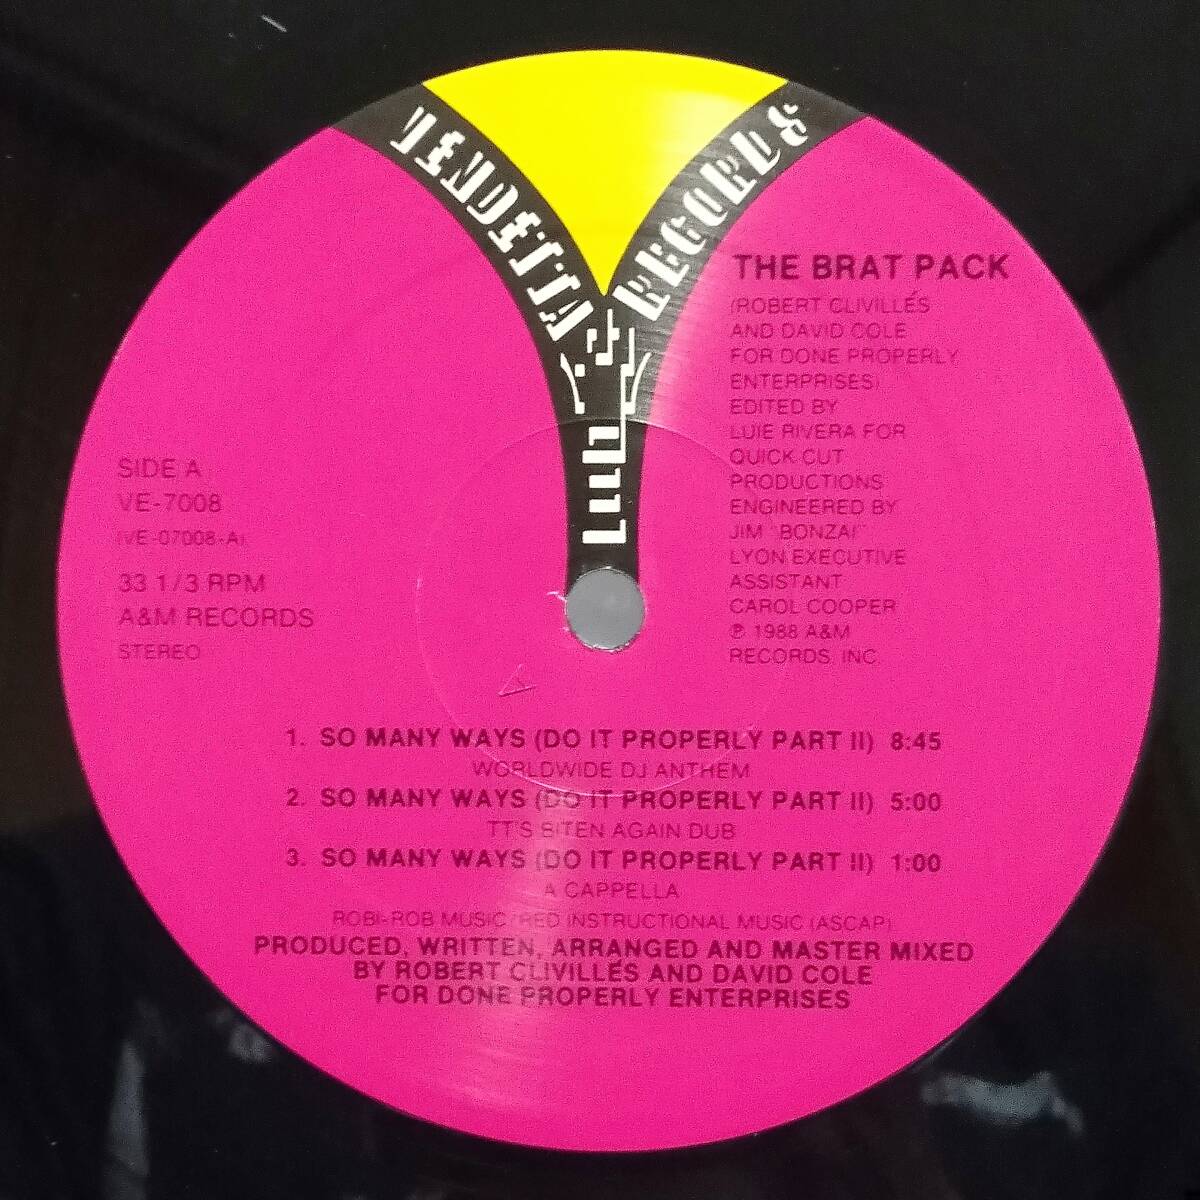 VENDETTA RECORDS
THE BRAT PACK
(ROBERT CLIVILLÉS
AND DAVID COLE
FOR DONE PROPERLY
ENTERPRISES)
EDITED BY
LUIE RIVERA FOR
QUICK CUT
PRODUCTIONS
ENGINEERED BY
JIM "BONZAI"
LYON EXECUTIVE
ASSISTANT
CAROL COOPER
℗ 1988 A&M
RECORDS, INC.
SIDE A
VE-7008
(VE-07008-A)
33 1/3 RPM
A&M RECORDS
STEREO
1. SO MANY WAYS (DO IT PROPERLY PART II) 8:45
WORLDWIDE DJ ANTHEM
2. SO MANY WAYS (DO IT PROPERLY PART II) 5:00
TT'S BITEN AGAIN DUB
3. SO MANY WAYS (DO IT PROPERLY PART II) 1:00
A CAPPELLA
ROBI-ROB MUSIC/RED INSTRUCTIONAL MUSIC (ASCAP)
PRODUCED, WRITTEN, ARRANGED AND MASTER MIXED
BY ROBERT CLIVILLÉS AND DAVID COLE
FOR DONE PROPERLY ENTERPRISES